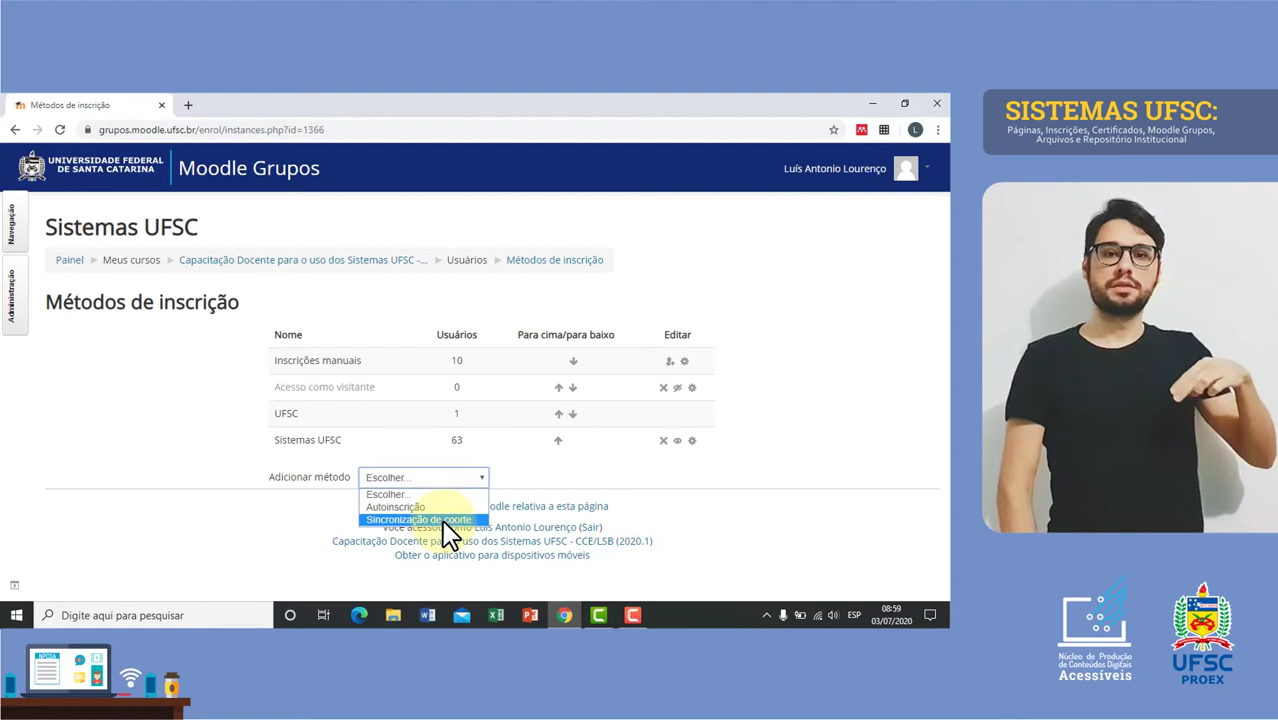 Métodos de inscrição
grupos.moodle.ufsc.br/enrol/instances.php?id=1366
L
UNIVERSIDADE FEDERAL
DE SANTA CATARINA
Moodle Grupos
Luís Antonio Lourenço
Navegação
Administração
Sistemas UFSC
Painel ► Meus cursos ► Capacitação Docente para o uso dos Sistemas UFSC -... ► Usuários ► Métodos de inscrição
Métodos de inscrição
Nome Usuários Para cima/para baixo Editar
Inscrições manuais 10
Acesso como visitante 0
UFSC 1
Sistemas UFSC 63
Adicionar método Escolher...
Escolher...
Autoinscrição
Sincronização de coorte
odle relativa a esta página
Você acessou como Luís Antonio Lourenço (Sair)
Capacitação Docente para o uso dos Sistemas UFSC - CCE/LSB (2020.1)
Obter o aplicativo para dispositivos móveis
Digite aqui para pesquisar
ESP
08:59
03/07/2020
SISTEMAS UFSC:
Páginas, Inscrições, Certificados, Moodle Grupos,
Arquivos e Repositório Institucional
NPCDA
Núcleo de Produção
de Conteúdos Digitais
Acessíveis
UFSC
PROEX